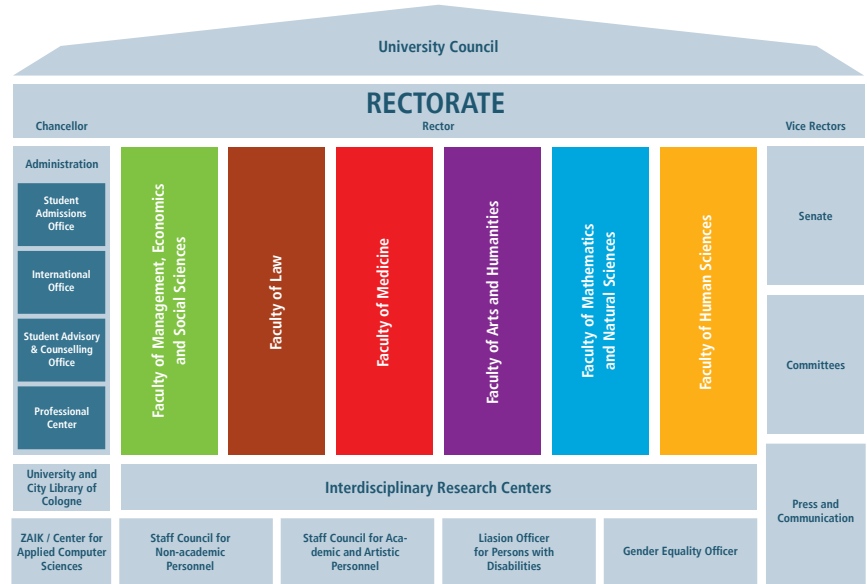 University Council
RECTORATE
Chancellor
Rector
Vice Rectors
Administration
Student
Admissions
Office
International
Office
Student Advisory
& Counselling
Office
Professional
Center
Faculty of Management, Economics
and Social Sciences
Faculty of Law
Faculty of Medicine
Faculty of Arts and Humanities
Faculty of Mathematics
and Natural Sciences
Faculty of Human Sciences
Senate
Committees
Press and
Communication
University and
City Library of
Cologne
Interdisciplinary Research Centers
ZAIK / Center for
Applied Computer
Sciences
Staff Council for
Non-academic
Personnel
Staff Council for Aca-
demic and Artistic
Personnel
Liasion Officer
for Persons with
Disabilities
Gender Equality Officer